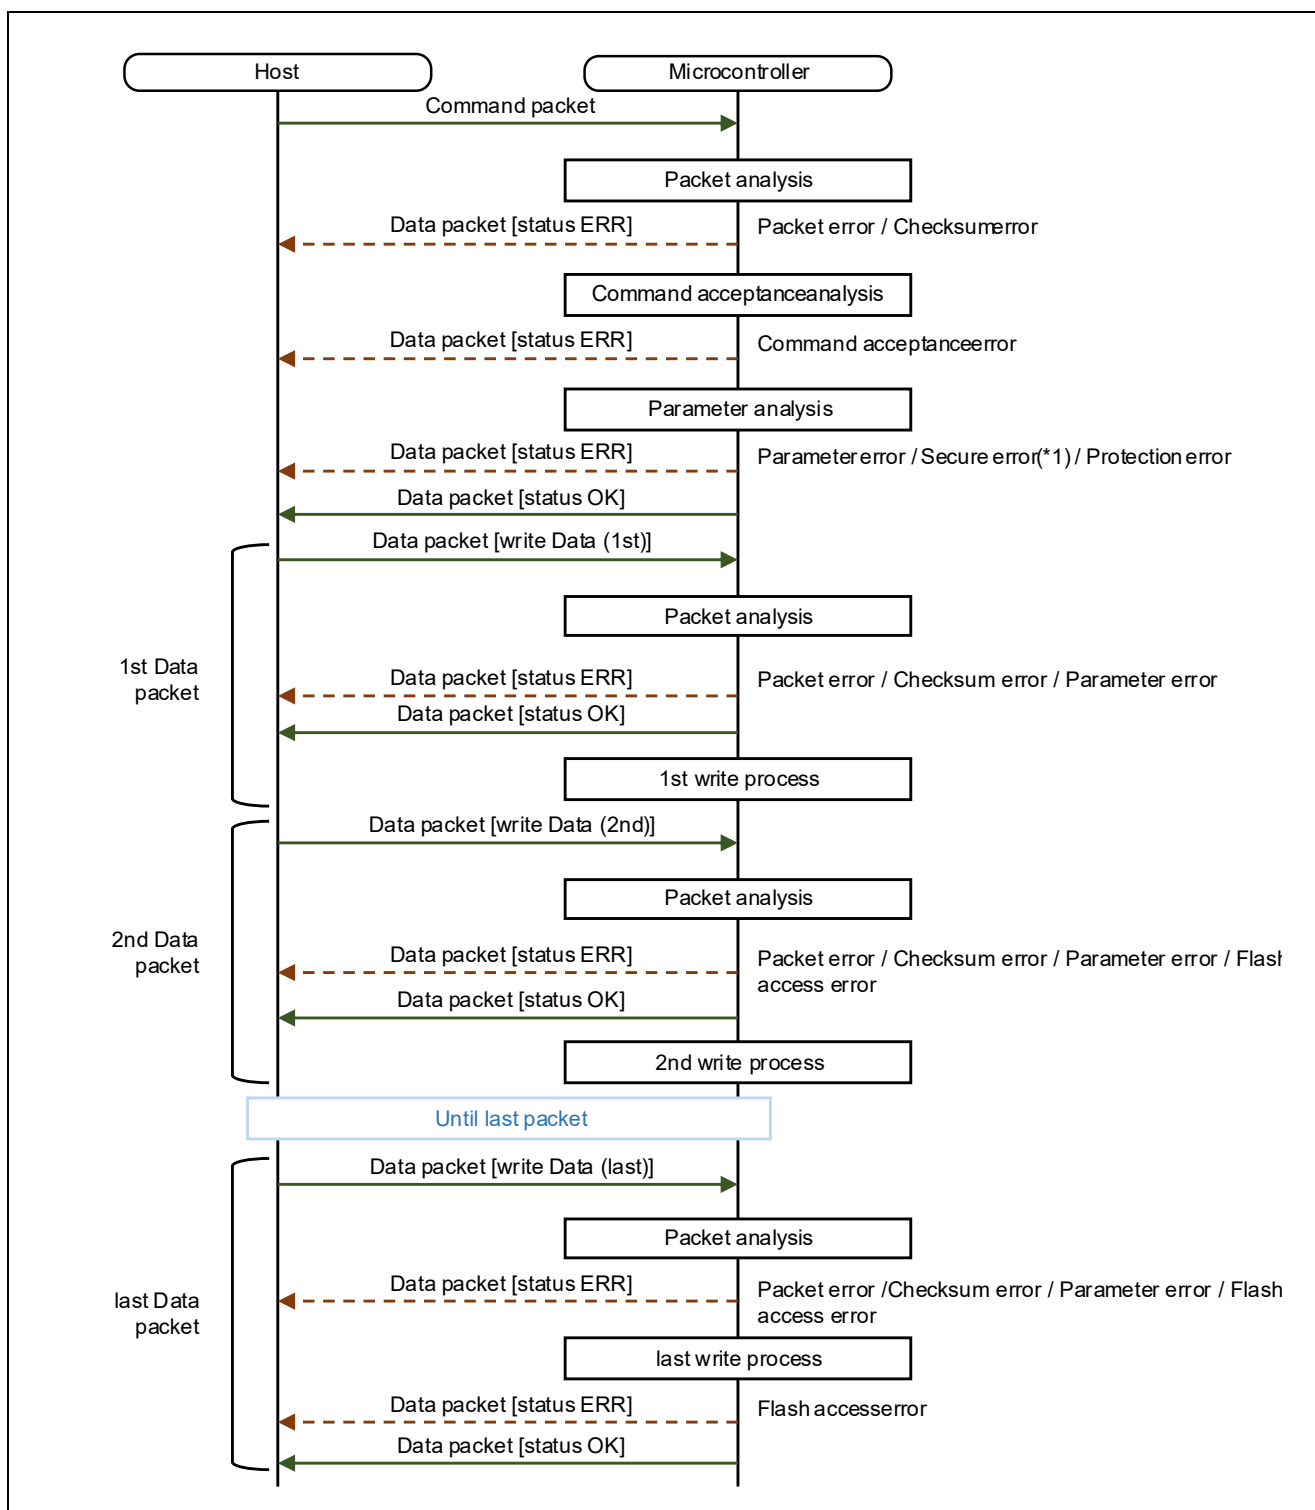 Host
Microcontroller
Command packet
Packet analysis
Data packet [status ERR]
Packet error / Checksumerror
Command acceptanceanalysis
Data packet [status ERR]
Command acceptanceerror
Parameter analysis
Data packet [status ERR]
Parameter error / Secure error(*1) / Protection error
Data packet [status OK]
Data packet [write Data (1st)]
Packet analysis
1st Data
packet
Data packet [status ERR]
Packet error / Checksum error / Parameter error
Data packet [status OK]
1st write process
Data packet [write Data (2nd)]
Packet analysis
2nd Data
packet
Data packet [status ERR]
Packet error / Checksum error / Parameter error / Flash
access error
Data packet [status OK]
2nd write process
Until last packet
Data packet [write Data (last)]
Packet analysis
last Data
packet
Data packet [status ERR]
Packet error /Checksum error / Parameter error / Flash
access error
last write process
Data packet [status ERR]
Flash accesserror
Data packet [status OK]